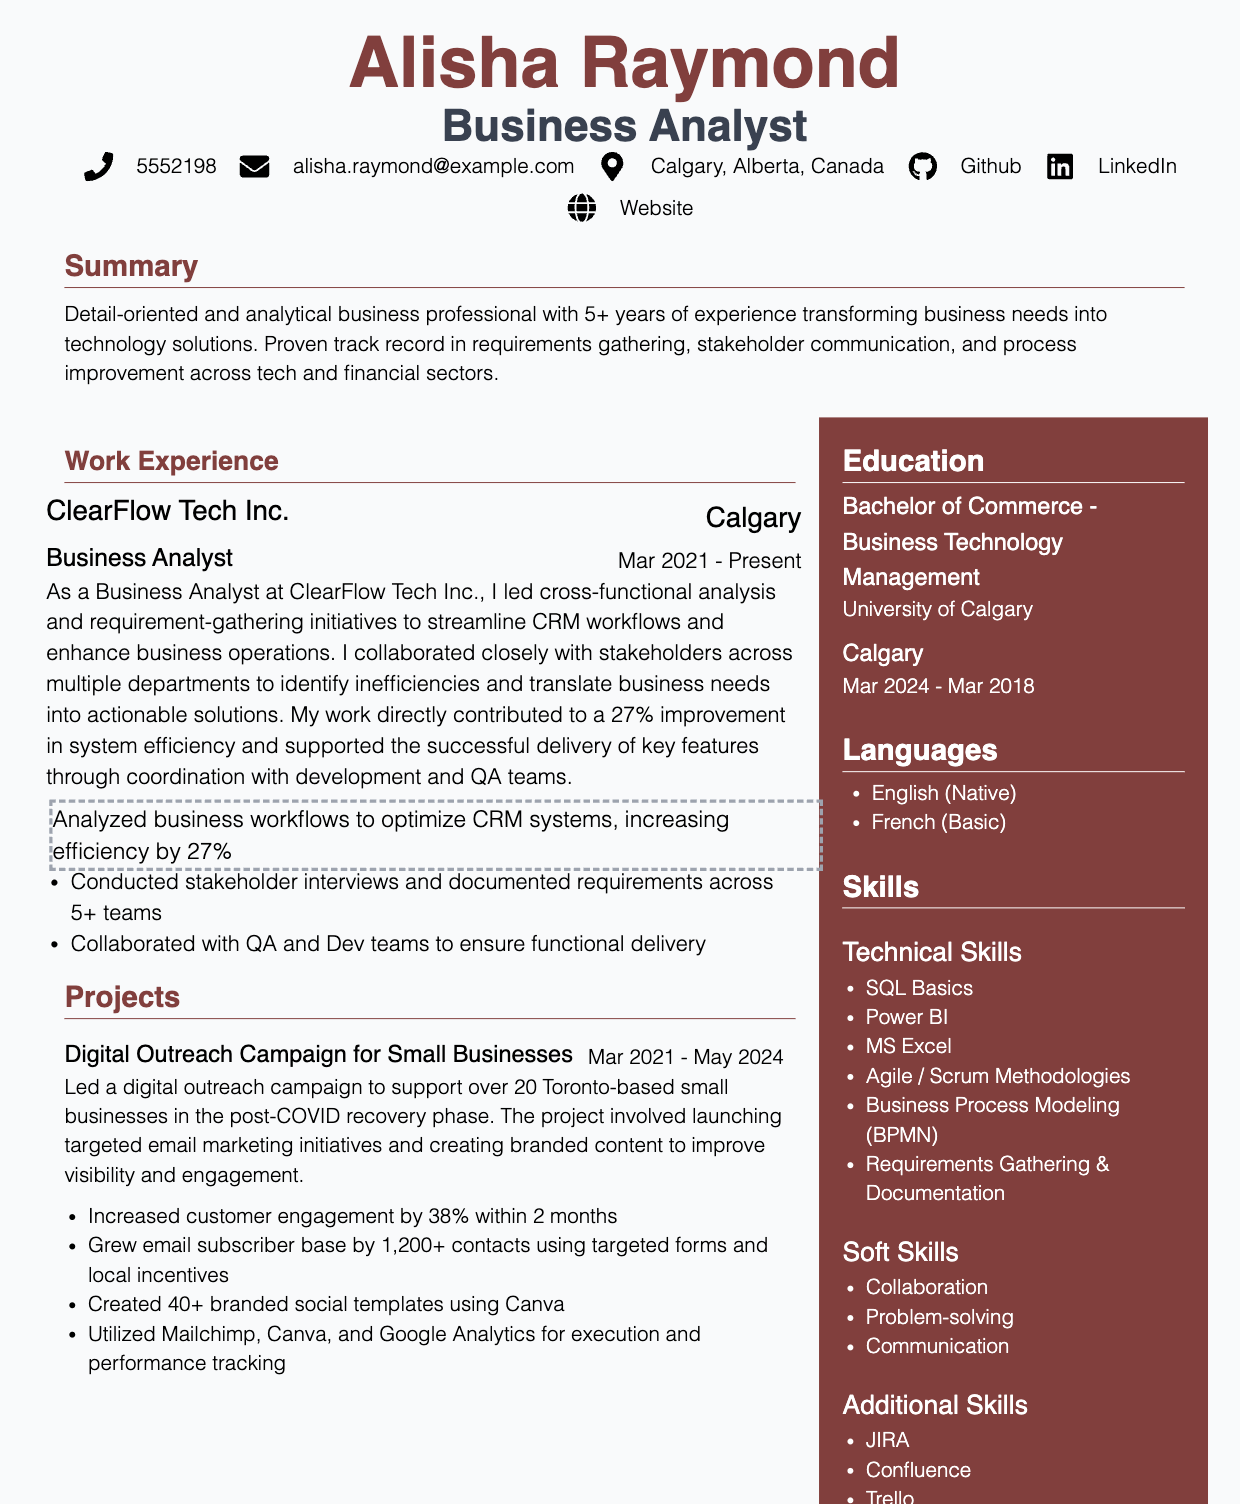 Alisha Raymond
Business Analyst
5552198 alisha.raymond@example.com Calgary, Alberta, Canada Github LinkedIn
Website
Summary
Detail-oriented and analytical business professional with 5+ years of experience transforming business needs into
technology solutions. Proven track record in requirements gathering, stakeholder communication, and process
improvement across tech and financial sectors.
Work Experience
ClearFlow Tech Inc. Calgary
Business Analyst Mar 2021 - Present
As a Business Analyst at ClearFlow Tech Inc., I led cross-functional analysis
and requirement-gathering initiatives to streamline CRM workflows and
enhance business operations. I collaborated closely with stakeholders across
multiple departments to identify inefficiencies and translate business needs
into actionable solutions. My work directly contributed to a 27% improvement
in system efficiency and supported the successful delivery of key features
through coordination with development and QA teams.
Analyzed business workflows to optimize CRM systems, increasing
efficiency by 27%
• Conducted stakeholder interviews and documented requirements across
5+ teams
• Collaborated with QA and Dev teams to ensure functional delivery
Projects
Digital Outreach Campaign for Small Businesses Mar 2021 - May 2024
Led a digital outreach campaign to support over 20 Toronto-based small
businesses in the post-COVID recovery phase. The project involved launching
targeted email marketing initiatives and creating branded content to improve
visibility and engagement.
• Increased customer engagement by 38% within 2 months
• Grew email subscriber base by 1,200+ contacts using targeted forms and
local incentives
• Created 40+ branded social templates using Canva
• Utilized Mailchimp, Canva, and Google Analytics for execution and
performance tracking
Education
Bachelor of Commerce -
Business Technology
Management
University of Calgary
Calgary
Mar 2024 - Mar 2018
Languages
• English (Native)
• French (Basic)
Skills
Technical Skills
• SQL Basics
• Power BI
• MS Excel
• Agile / Scrum Methodologies
• Business Process Modeling
(BPMN)
• Requirements Gathering &
Documentation
Soft Skills
• Collaboration
• Problem-solving
• Communication
Additional Skills
• JIRA
• Confluence
• Trello